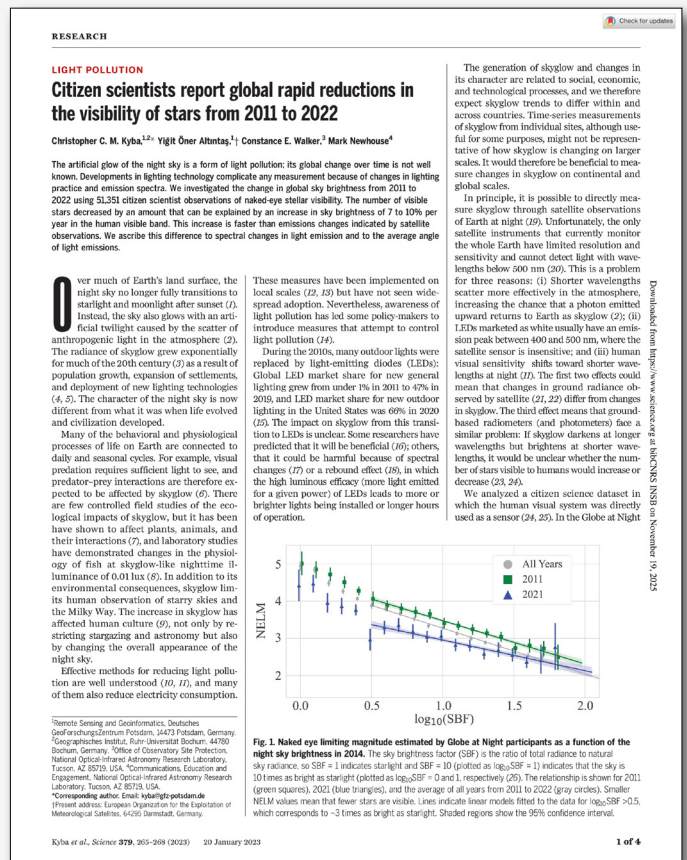 Check for updates
RESEARCH
LIGHT POLLUTION
Citizen scientists report global rapid reductions in
the visibility of stars from 2011 to 2022
Christopher C. M. Kyba,1,2* Yiğit Öner Altıntaş,1† Constance E. Walker,3 Mark Newhouse4
The artificial glow of the night sky is a form of light pollution; its global change over time is not well
known. Developments in lighting technology complicate any measurement because of changes in lighting
practice and emission spectra. We investigated the change in global sky brightness from 2011 to
2022 using 51,351 citizen scientist observations of naked-eye stellar visibility. The number of visible
stars decreased by an amount that can be explained by an increase in sky brightness of 7 to 10% per
year in the human visible band. This increase is faster than emissions changes indicated by satellite
observations. We ascribe this difference to spectral changes in light emission and to the average angle
of light emissions.
Over much of Earth's land surface, the
night sky no longer fully transitions to
starlight and moonlight after sunset (1).
Instead, the sky also glows with an arti-
ficial twilight caused by the scatter of
anthropogenic light in the atmosphere (2).
The radiance of skyglow grew exponentially
for much of the 20th century (3) as a result of
population growth, expansion of settlements,
and deployment of new lighting technologies
(4, 5). The character of the night sky is now
different from what it was when life evolved
and civilization developed.
Many of the behavioral and physiological
processes of life on Earth are connected to
daily and seasonal cycles. For example, visual
predation requires sufficient light to see, and
predator–prey interactions are therefore ex-
pected to be affected by skyglow (6). There
are few controlled field studies of the eco-
logical impacts of skyglow, but it has been
have shown to affect plants, animals, and
their interactions (7), and laboratory studies
have demonstrated changes in the physiol-
ogy of fish at skyglow-like nighttime il-
luminance of 0.01 lux (8). In addition to its
environmental consequences, skyglow lim-
its human observation of starry skies and
the Milky Way. The increase in skyglow has
affected human culture (9), not only by re-
stricting stargazing and astronomy but also
by changing the overall appearance of the
night sky.
Effective methods for reducing light pollu-
tion are well understood (10, 11), and many
of them also reduce electricity consumption.
1Remote Sensing and Geoinformatics, Deutsches
GeoForschungsZentrum Potsdam, 14473 Potsdam, Germany.
2Geographisches Institut, Ruhr-Universität Bochum, 44780
Bochum, Germany. 3Office of Observatory Site Protection,
National Optical-Infrared Astronomy Research Laboratory,
Tucson, AZ 85719, USA. 4Communications, Education and
Engagement, National Optical-Infrared Astronomy Research
Laboratory, Tucson, AZ 85719, USA.
*Corresponding author. Email: kyba@gfz-potsdam.de
†Present address: European Organization for the Exploitation of
Meteorological Satellites, 64295 Darmstadt, Germany.
These measures have been implemented on
local scales (12, 13) but have not seen wide-
spread adoption. Nevertheless, awareness of
light pollution has led some policy-makers to
introduce measures that attempt to control
light pollution (14).
During the 2010s, many outdoor lights were
replaced by light-emitting diodes (LEDs):
Global LED market share for new general
lighting grew from under 1% in 2011 to 47% in
2019, and LED market share for new outdoor
lighting in the United States was 66% in 2020
(15). The impact on skyglow from this transi-
tion to LEDs is unclear. Some researchers have
predicted that it will be beneficial (16); others,
that it could be harmful because of spectral
changes (17) or a rebound effect (18), in which
the high luminous efficacy (more light emitted
for a given power) of LEDs leads to more or
brighter lights being installed or longer hours
of operation.
The generation of skyglow and changes in
its character are related to social, economic,
and technological processes, and we therefore
expect skyglow trends to differ within and
across countries. Time-series measurements
of skyglow from individual sites, although use-
ful for some purposes, might not be represen-
tative of how skyglow is changing on larger
scales. It would therefore be beneficial to mea-
sure changes in skyglow on continental and
global scales.
In principle, it is possible to directly mea-
sure skyglow through satellite observations
of Earth at night (19). Unfortunately, the only
satellite instruments that currently monitor
the whole Earth have limited resolution and
sensitivity and cannot detect light with wave-
lengths below 500 nm (20). This is a problem
for three reasons: (i) Shorter wavelengths
scatter more effectively in the atmosphere,
increasing the chance that a photon emitted
upward returns to Earth as skyglow (2); (ii)
LEDs marketed as white usually have an emis-
sion peak between 400 and 500 nm, where the
satellite sensor is insensitive; and (iii) human
visual sensitivity shifts toward shorter wave-
lengths at night (11). The first two effects could
mean that changes in ground radiance ob-
served by satellite (21, 22) differ from changes
in skyglow. The third effect means that ground-
based radiometers (and photometers) face a
similar problem: If skyglow darkens at longer
wavelengths but brightens at shorter wave-
lengths, it would be unclear whether the num-
ber of stars visible to humans would increase or
decrease (23, 24).
We analyzed a citizen science dataset in
which the human visual system was directly
used as a sensor (24, 25). In the Globe at Night
NELM
5
4
3
2
All Years
2011
2021
0.0 0.5 1.0 1.5 2.0
log10(SBF)
Fig. 1. Naked eye limiting magnitude estimated by Globe at Night participants as a function of the
night sky brightness in 2014. The sky brightness factor (SBF) is the ratio of total radiance to natural
sky radiance, so SBF = 1 indicates starlight and SBF = 10 (plotted as log10SBF = 1) indicates that the sky is
10 times as bright as starlight (plotted as log10SBF = 0 and 1, respectively (26). The relationship is shown for 2011
(green squares), 2021 (blue triangles), and the average of all years from 2011 to 2022 (gray circles). Smaller
NELM values mean that fewer stars are visible. Lines indicate linear models fitted to the data for log10SBF >0.5,
which corresponds to ~3 times as bright as starlight. Shaded regions show the 95% confidence interval.
Downloaded from https://www.science.org at bibCNRS INSB on November 19, 2025
Kyba et al., Science 379, 265–268 (2023) 20 January 2023
1 of 4